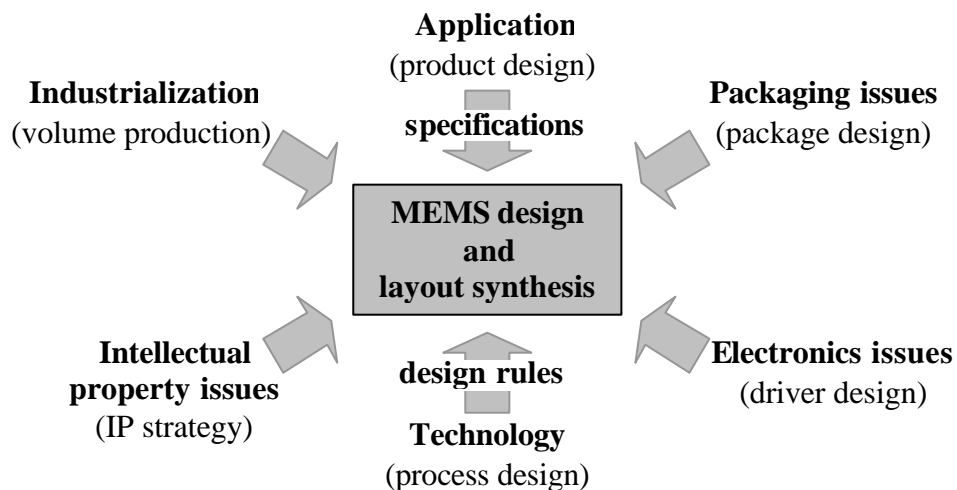 Application
(product design)
Industrialization
(volume production)
specifications
Packaging issues
(package design)
MEMS design
and
layout synthesis
Intellectual
property issues
(IP strategy)
design rules
Technology
(process design)
Electronics issues
(driver design)